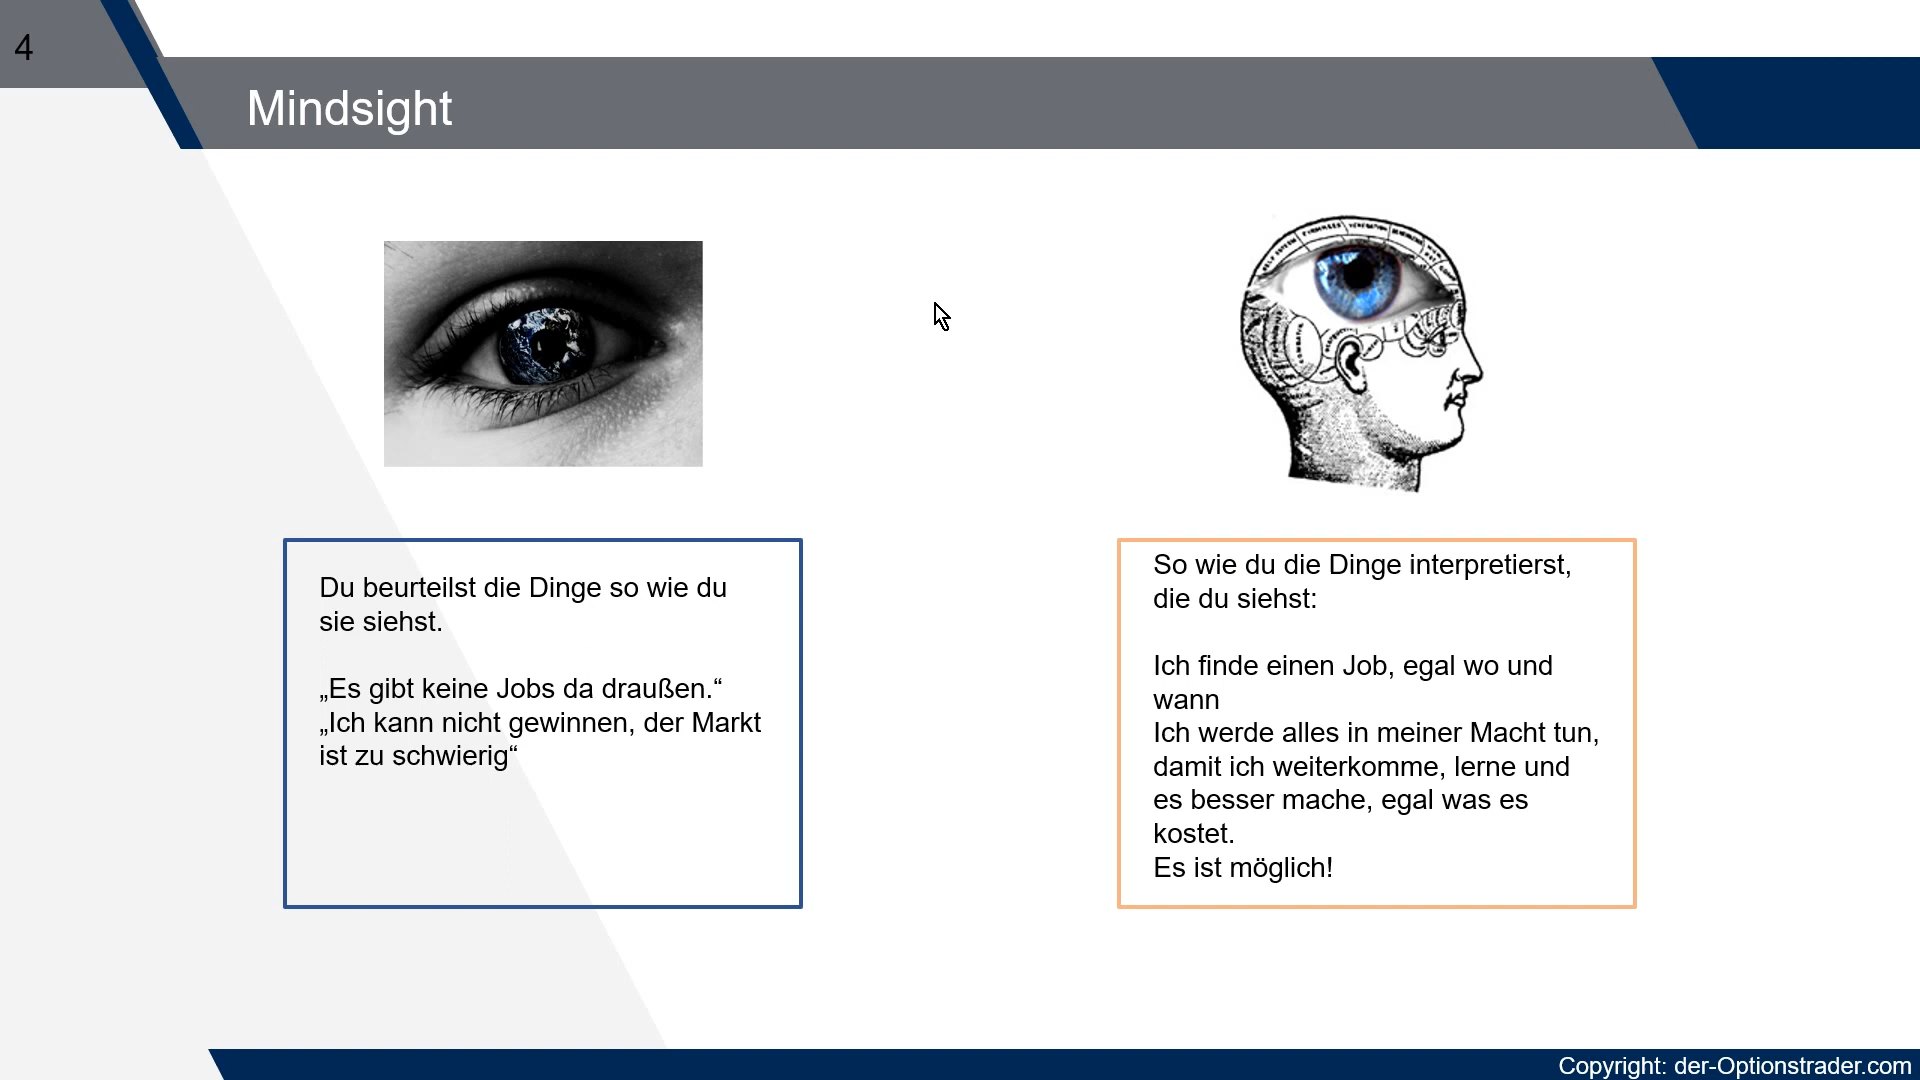 4
Mindsight
Du beurteilst die Dinge so wie du
sie siehst.
„Es gibt keine Jobs da draußen.“
„Ich kann nicht gewinnen, der Markt
ist zu schwierig“
So wie du die Dinge interpretierst,
die du siehst:
Ich finde einen Job, egal wo und
wann
Ich werde alles in meiner Macht tun,
damit ich weiterkomme, lerne und
es besser mache, egal was es
kostet.
Es ist möglich!
Copyright: der-Optionstrader.com